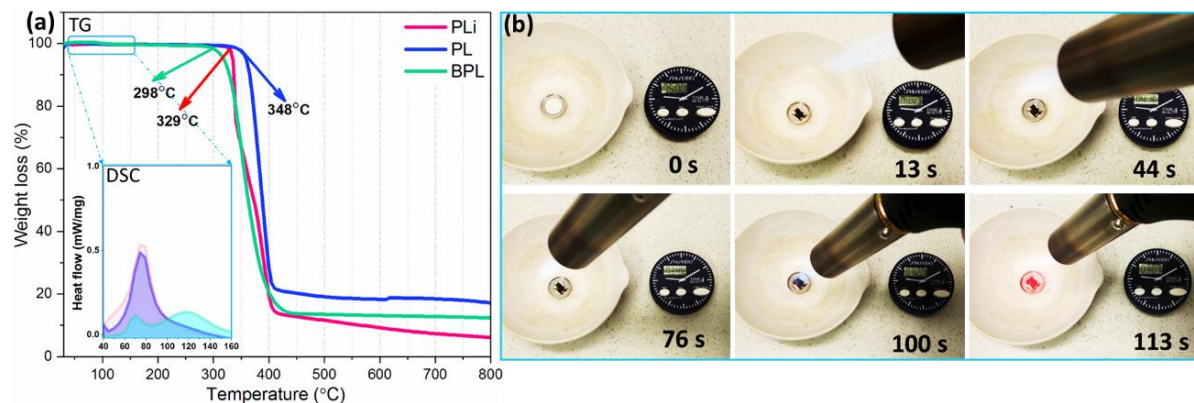 (a)
TG
PLi
PL
BPL
298°C
329°C
348°C
Weight loss (%)
100
80
60
40
20
0
100 200 300 400 500 600 700 800
Temperature (°C)
DSC
Heat flow (mW/mg)
1.0
0.5
0.0
40 60 80 100 120 140 160
(b)
0 s
SHISEIDO
13 s
44 s
76 s
100 s
113 s